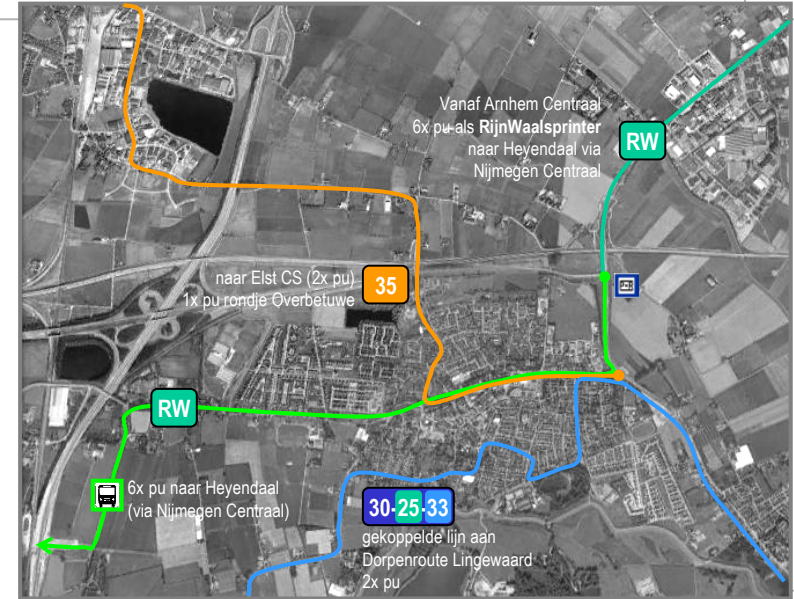 Vanaf Arnhem Centraal
6x pu als RijnWaalsprinter
naar Heyendaal via
Nijmegen Centraal
RW
naar Elst CS (2x pu)
1x pu rondje Overbetuwe
35
RW
6x pu naar Heyendaal
(via Nijmegen Centraal)
30-25-33
gekoppelde lijn aan
Dorpenroute Lingewaard
2x pu